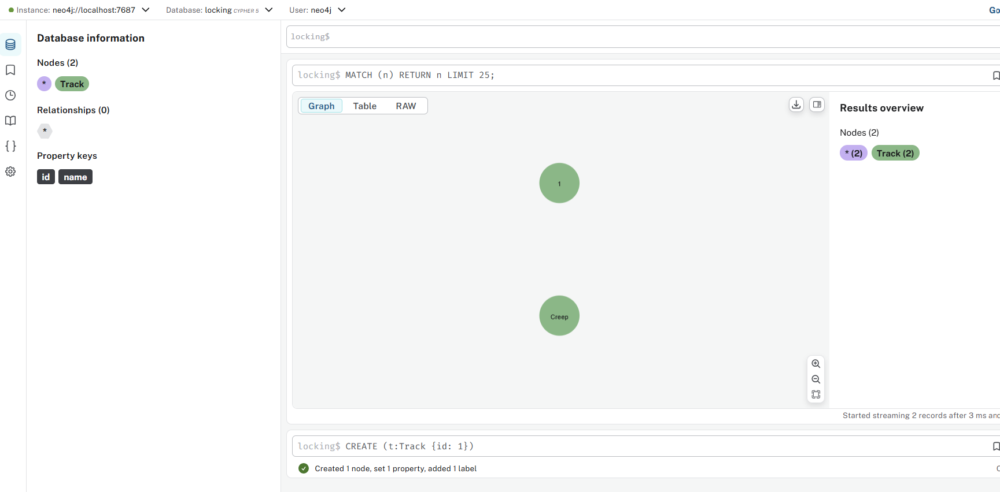 Instance: neo4j://localhost:7687 Database: locking CYPHER 5 User: neo4j Go
Database information
Nodes (2)
* Track
Relationships (0)
*
Property keys
id name
locking$
locking$ MATCH (n) RETURN n LIMIT 25;
Graph Table RAW
1
Creep
Results overview
Nodes (2)
* (2) Track (2)
Started streaming 2 records after 3 ms and
locking$ CREATE (t:Track {id: 1})
Created 1 node, set 1 property, added 1 label